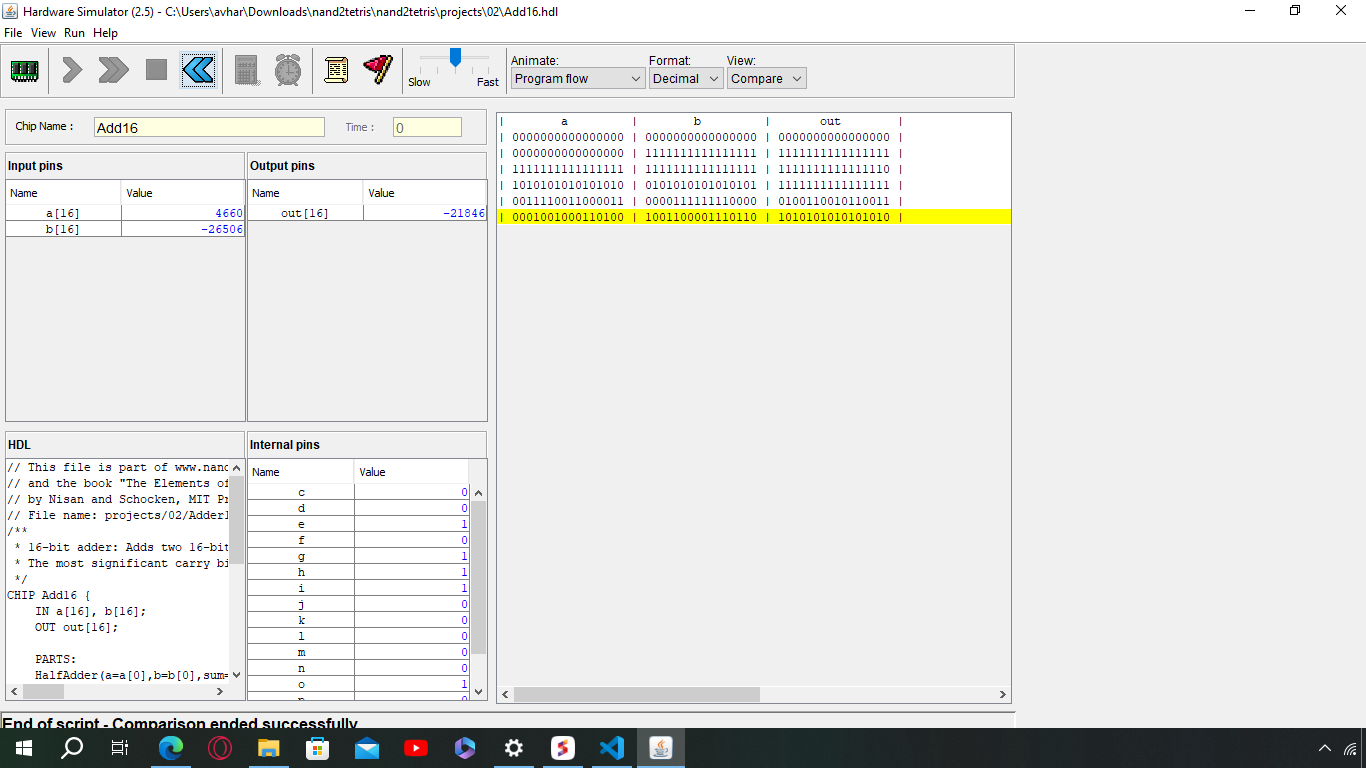 Hardware Simulator (2.5) - C:\Users\avhar\Downloads\nand2tetris\nand2tetris\projects\02\Add16.hdl
File View Run Help
Animate: Format: View:
Slow Fast Program flow Decimal Compare
Chip Name : Add16 Time : 0
Input pins
Name Value
a[16] 4660
b[16] -26506
Output pins
Name Value
out[16] -21846
HDL
// This file is part of www.nand
// and the book "The Elements of
// by Nisan and Schocken, MIT Pr
// File name: projects/02/Adder1
/**
* 16-bit adder: Adds two 16-bit
* The most significant carry bi
*/
CHIP Add16 {
IN a[16], b[16];
OUT out[16];
PARTS:
HalfAdder(a=a[0],b=b[0],sum=
Internal pins
Name Value
c 0
d 0
e 1
f 0
g 1
h 1
i 1
j 0
k 0
l 0
m 0
n 0
o 1
| a | b | out |
| 0000000000000000 | 0000000000000000 | 0000000000000000 |
| 0000000000000000 | 1111111111111111 | 1111111111111111 |
| 1111111111111111 | 1111111111111111 | 1111111111111110 |
| 1010101010101010 | 0101010101010101 | 1111111111111111 |
| 0011110011000011 | 0000111111110000 | 0100110010110011 |
| 0001001000110100 | 1001100001110110 | 1010101010101010 |
End of script - Comparison ended successfully